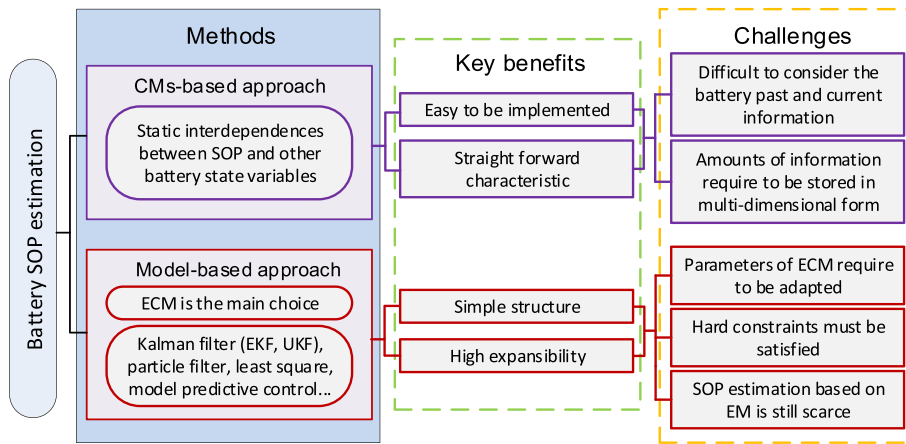 Battery SOP estimation
Methods
CMs-based approach
Static interdependences
between SOP and other
battery state variables
Model-based approach
ECM is the main choice
Kalman filter (EKF, UKF),
particle filter, least square,
model predictive control...
Key benefits
Easy to be implemented
Straight forward
characteristic
Simple structure
High expansibility
Challenges
Difficult to consider the
battery past and current
information
Amounts of information
require to be stored in
multi-dimensional form
Parameters of ECM require
to be adapted
Hard constraints must be
satisfied
SOP estimation based on
EM is still scarce